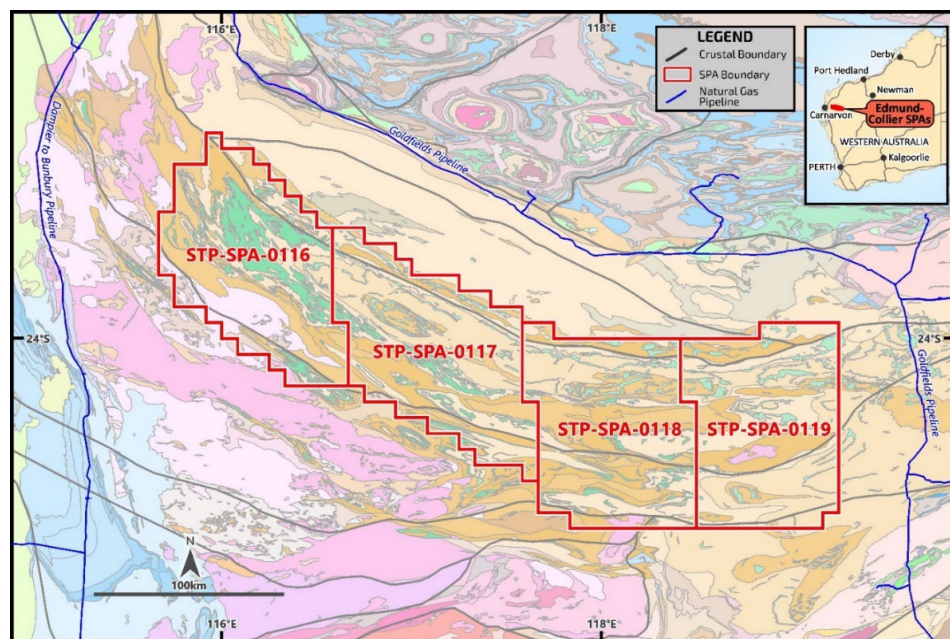 116°E
118°E
LEGEND
Crustal Boundary
SPA Boundary
Natural Gas
Pipeline
Derby
Port Hedland
Newman
Carnarvon
Edmund-
Collier SPAs
WESTERN AUSTRALIA
Kalgoorlie
PERTH
Dampier to Bunbury Pipeline
Goldfields Pipeline
STP-SPA-0116
24°S
STP-SPA-0117
24°S
Goldfields Pipeline
STP-SPA-0118
STP-SPA-0119
N
100km
116°E
118°E